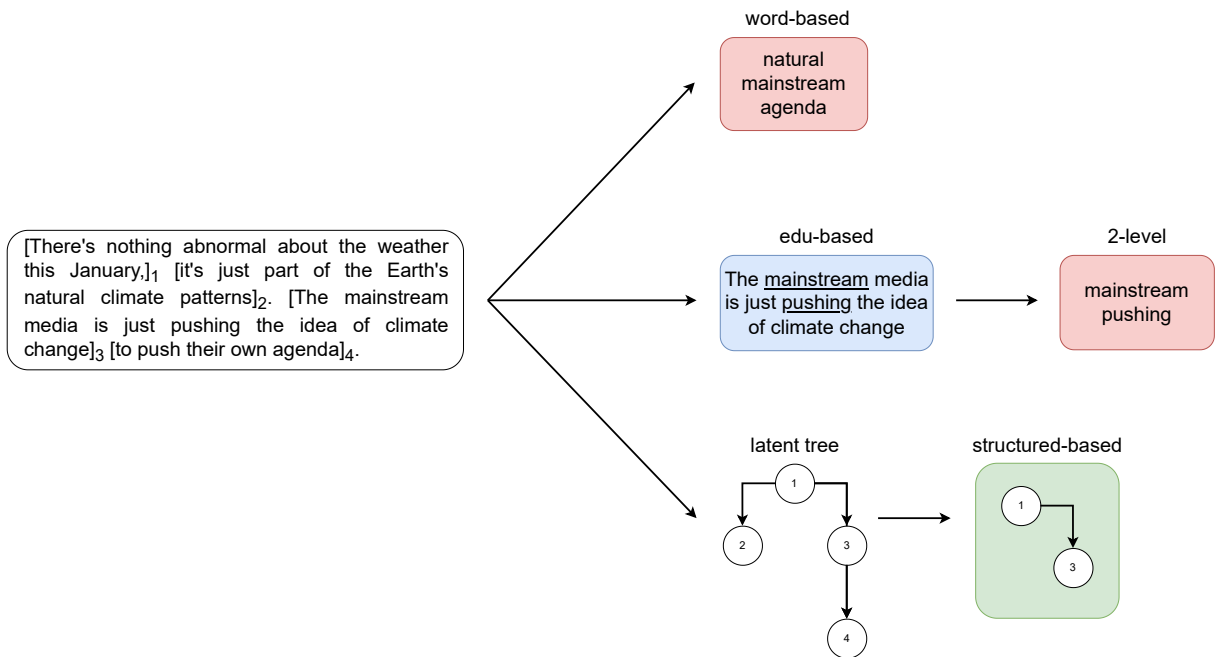 word-based
natural
mainstream
agenda
[There's nothing abnormal about the weather
this January,]1 [it's just part of the Earth's
natural climate patterns]2. [The mainstream
media is just pushing the idea of climate
change]3 [to push their own agenda]4.
edu-based
The mainstream media
is just pushing the idea
of climate change
2-level
mainstream
pushing
latent tree
1
2
3
4
structured-based
1
3